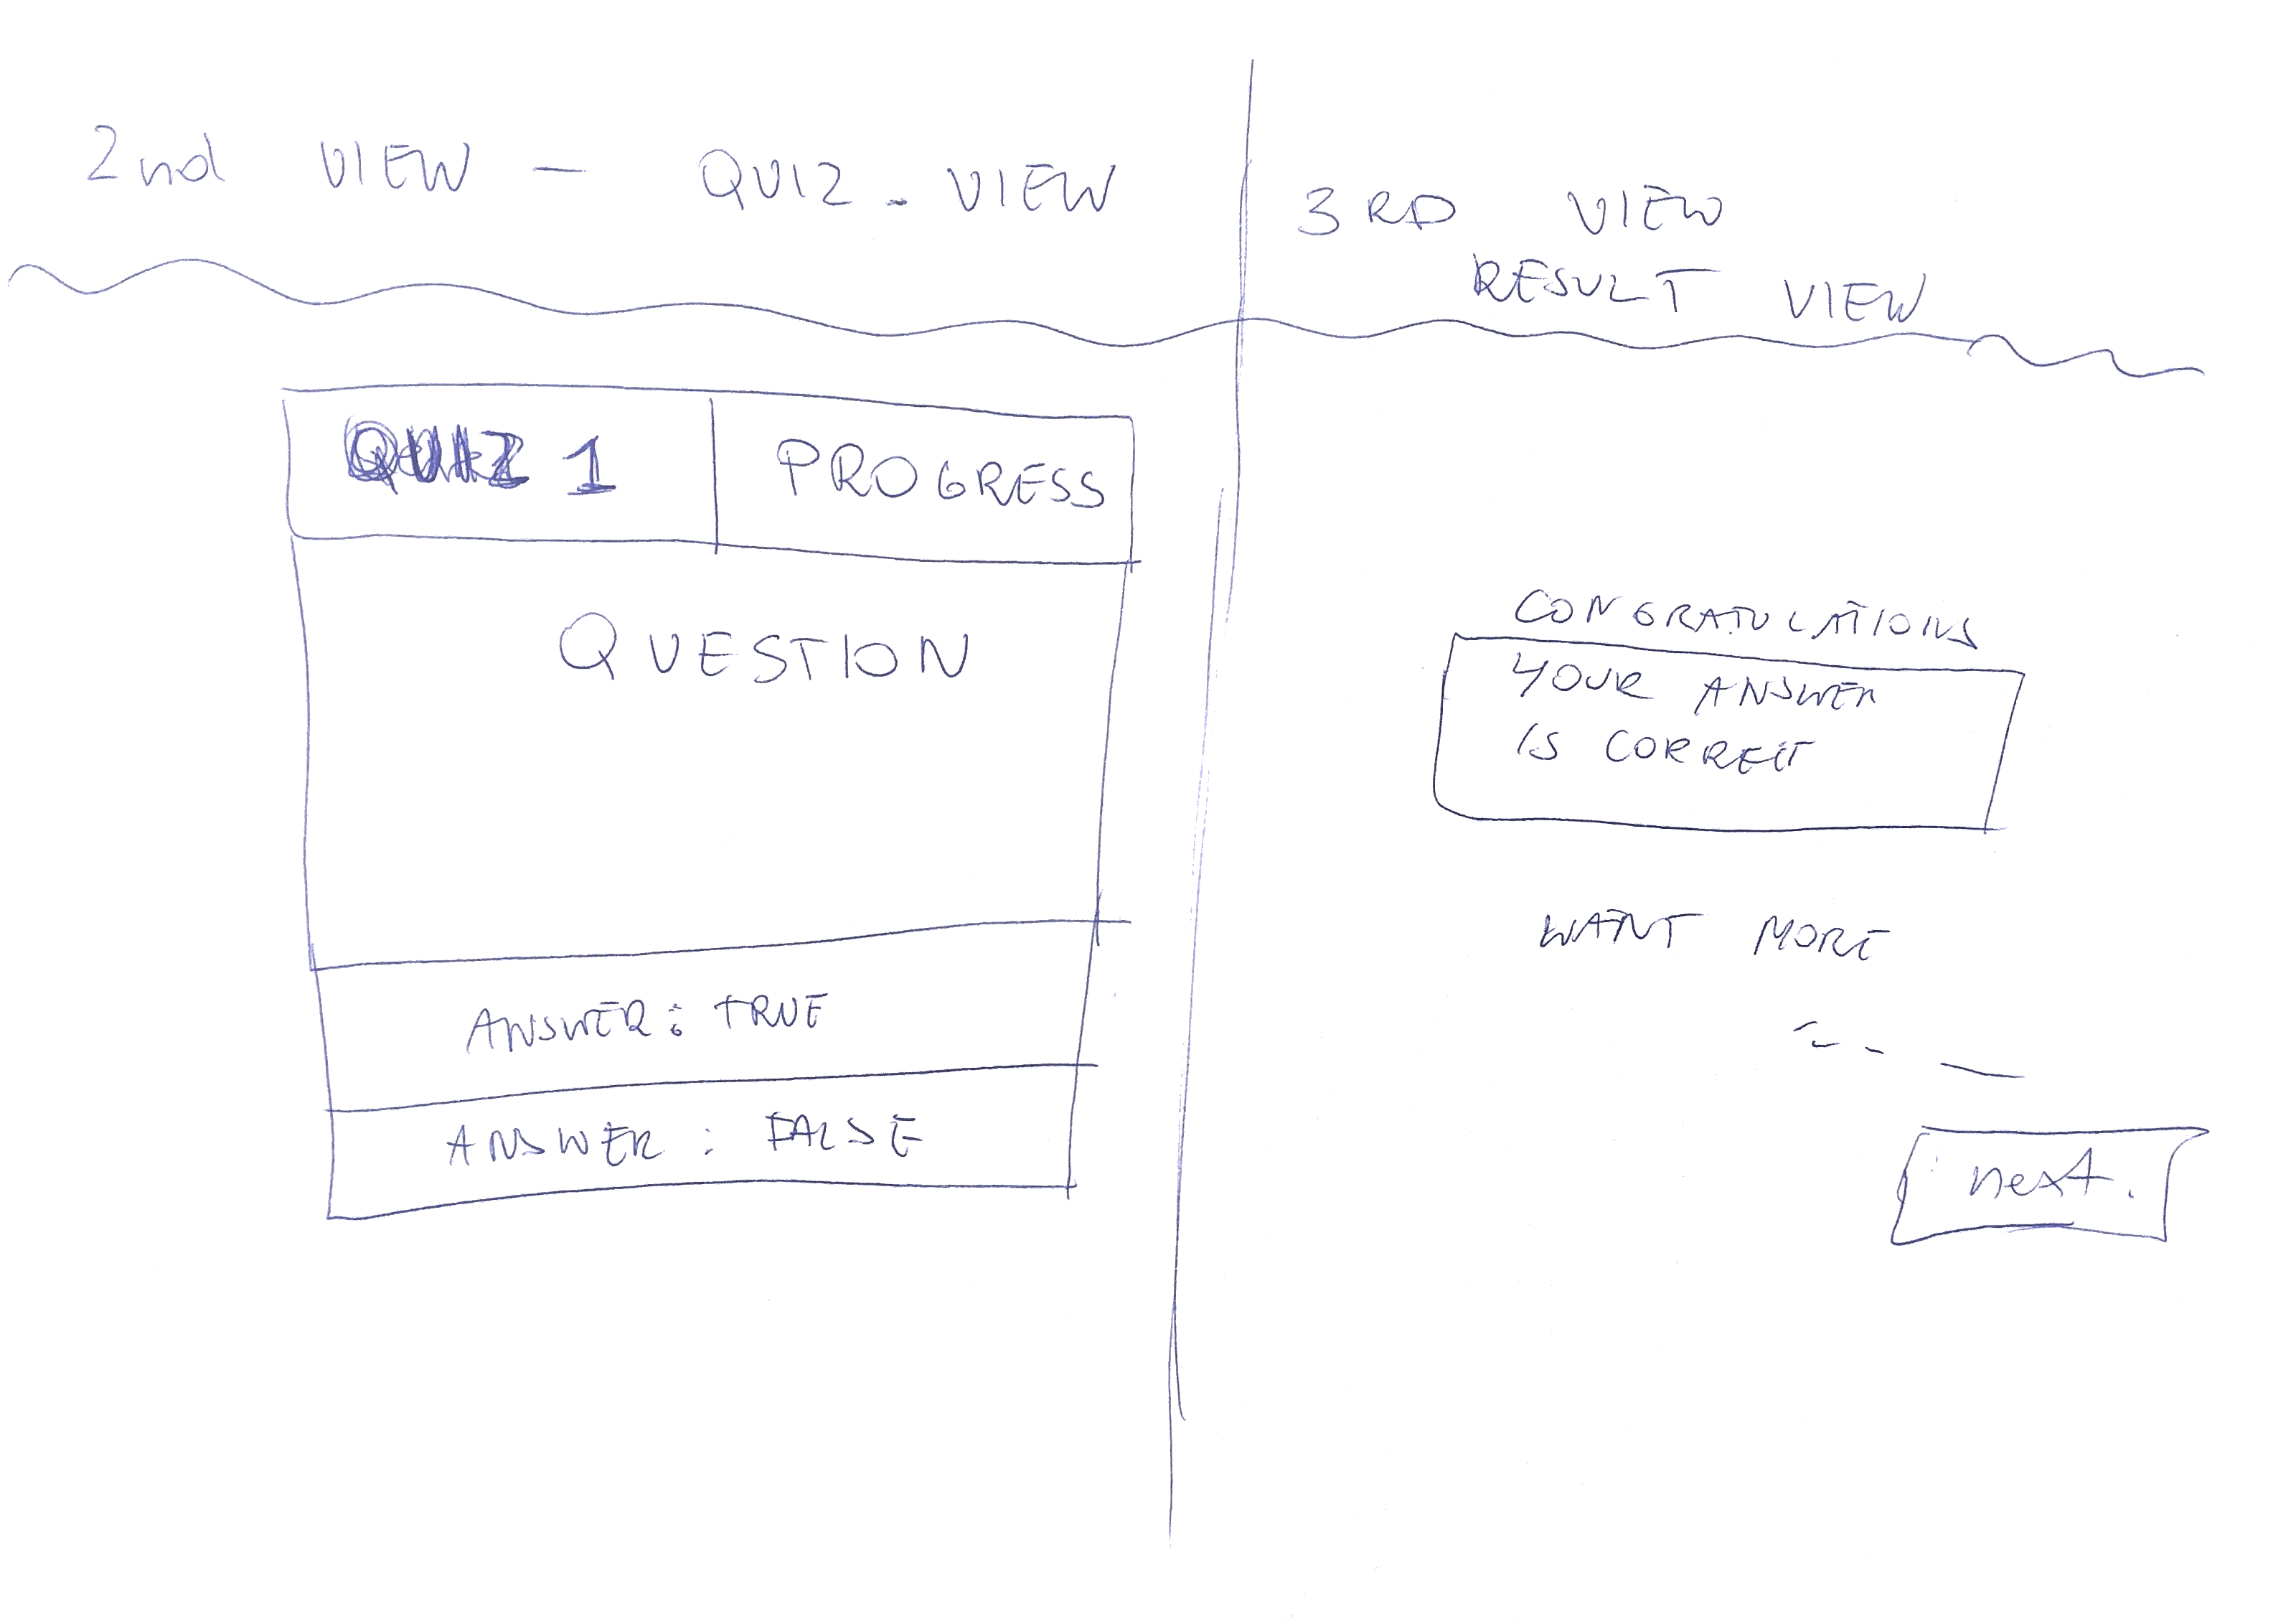 2nd VIEW — QUIZ - VIEW
QUIZ 1
PROGRESS
QUESTION
ANSWER: TRUE
ANSWER: FALSE
3RD VIEW
RESULT VIEW
CONGRATULATIONS
YOUR ANSWER
IS CORRECT
WANT MORE
next.